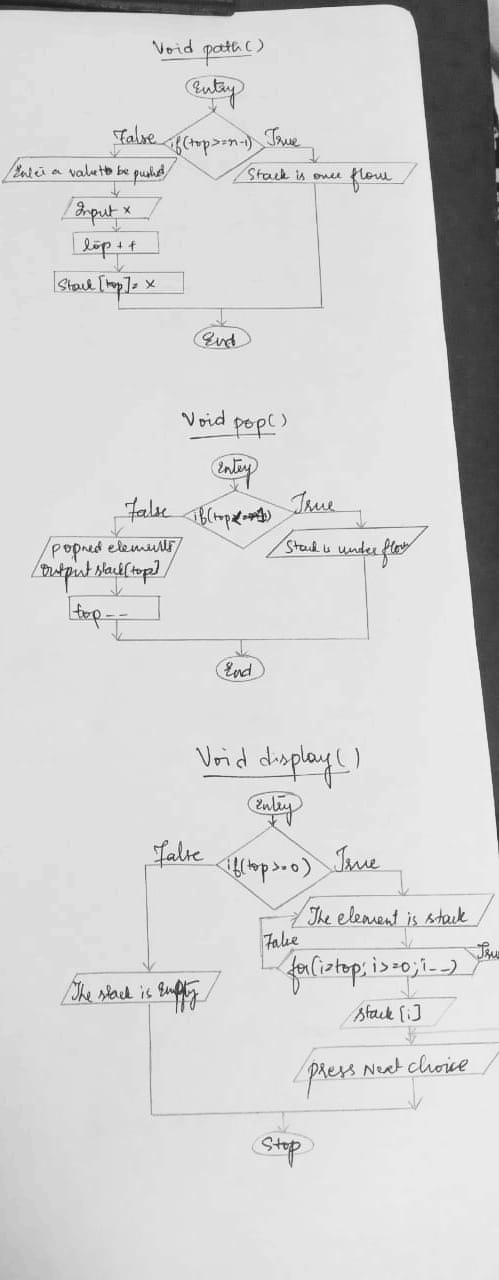 Void path()
Entry
if(top>=n-1)
False
True
Enter a value to be pushed
Stack is once flow
Input x
top++
Stack[top]=x
End
Void pop()
Entry
if(top
False
True
popned elements
output stack[top]
Stack is under flow
top--
End
Void display()
Entry
if(top>=0)
False
True
The element is stack
False
for(i=top; i>=0; i--)
True
The stack is Empty
stack [i]
press Next choice
Stop